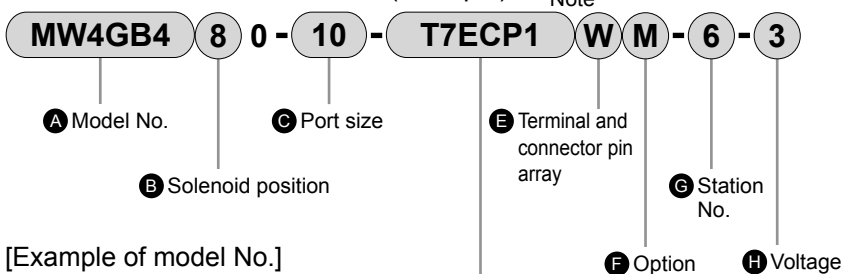 Note
MW4GB4 8 0 - 10 - T7ECP1 W M - 6 - 3
A Model No.
C Port size
E Terminal and
connector pin
array
B Solenoid position
G Station
No.
[Example of model No.]
F Option
H Voltage